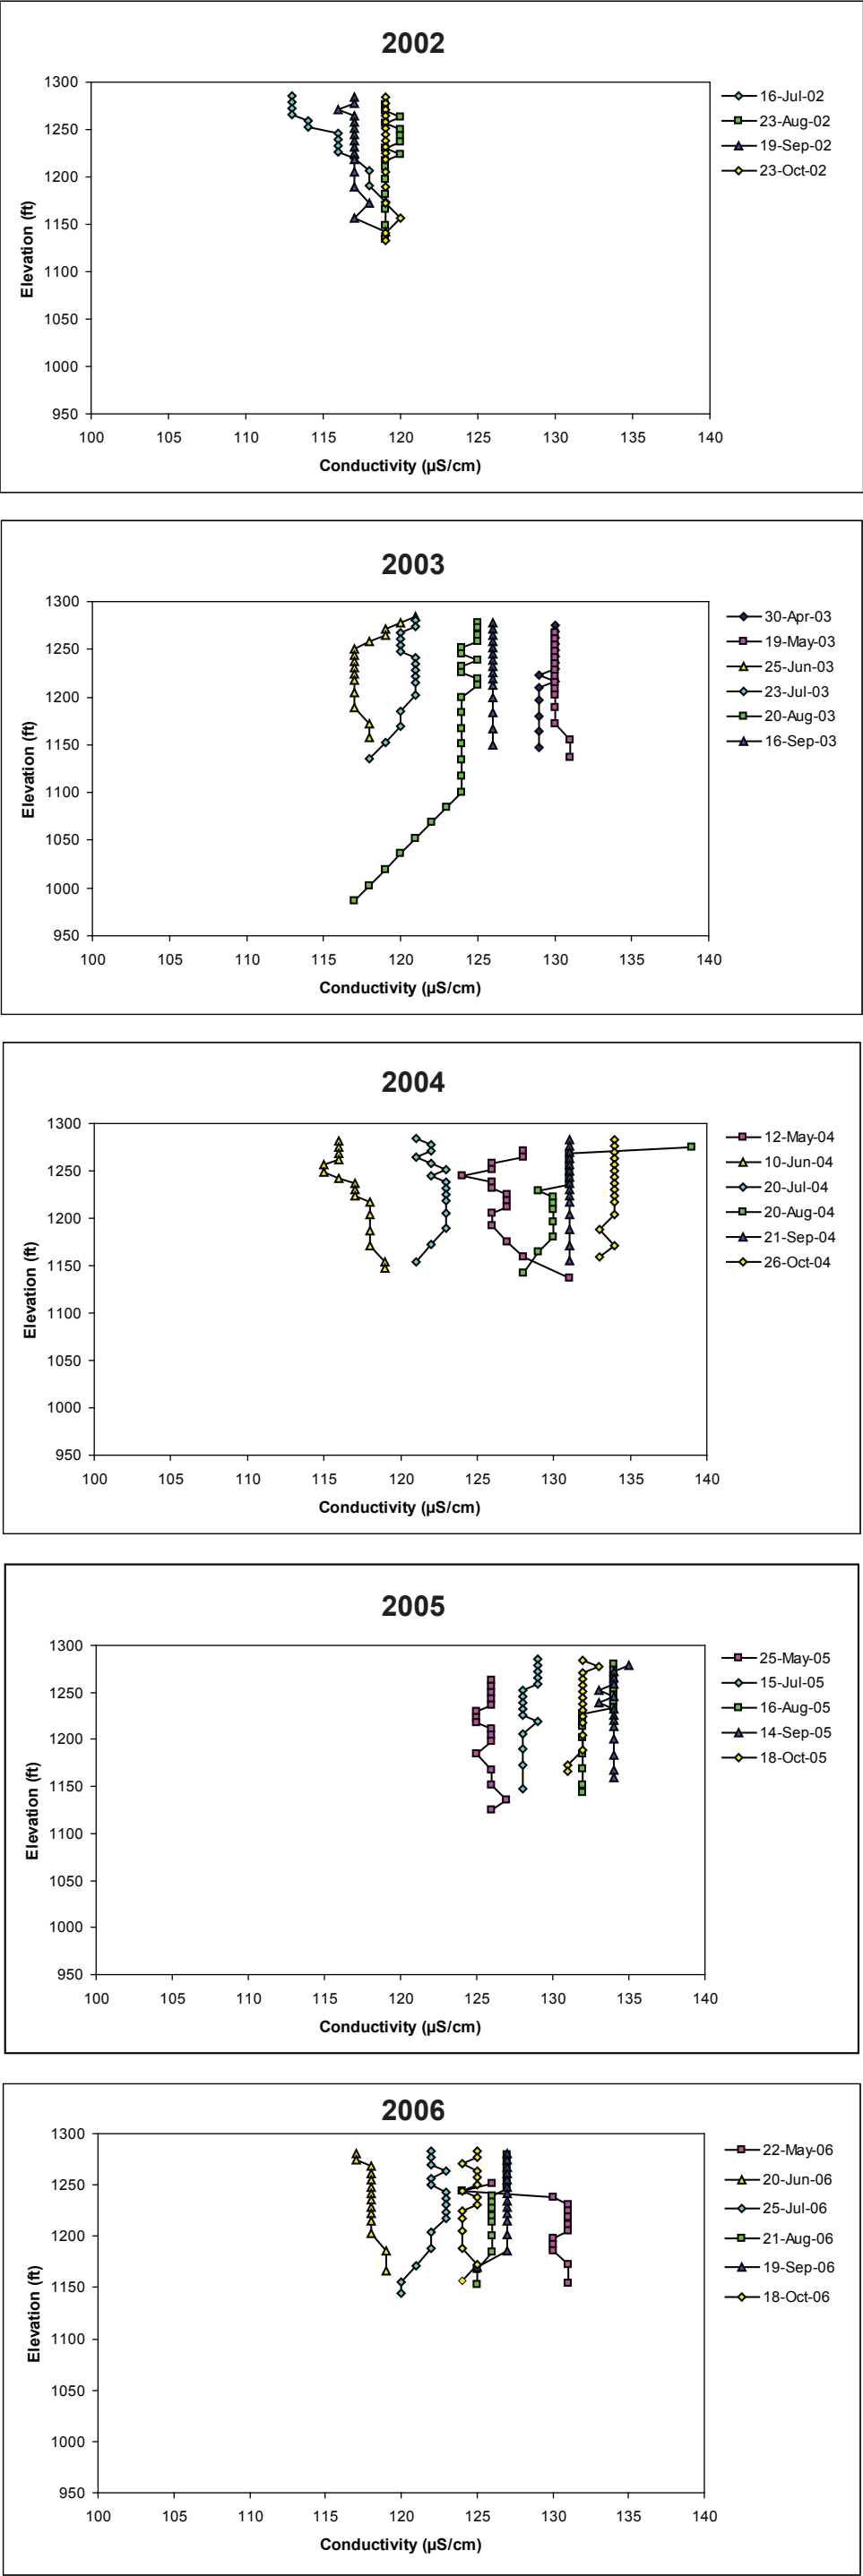 2002
1300
1250
1200
1150
1100
1050
1000
950
Elevation (ft)
100 105 110 115 120 125 130 135 140
Conductivity (µS/cm)
16-Jul-02
23-Aug-02
19-Sep-02
23-Oct-02
2003
1300
1250
1200
1150
1100
1050
1000
950
Elevation (ft)
100 105 110 115 120 125 130 135 140
Conductivity (µS/cm)
30-Apr-03
19-May-03
25-Jun-03
23-Jul-03
20-Aug-03
16-Sep-03
2004
1300
1250
1200
1150
1100
1050
1000
950
Elevation (ft)
100 105 110 115 120 125 130 135 140
Conductivity (µS/cm)
12-May-04
10-Jun-04
20-Jul-04
20-Aug-04
21-Sep-04
26-Oct-04
2005
1300
1250
1200
1150
1100
1050
1000
950
Elevation (ft)
100 105 110 115 120 125 130 135 140
Conductivity (µS/cm)
25-May-05
15-Jul-05
16-Aug-05
14-Sep-05
18-Oct-05
2006
1300
1250
1200
1150
1100
1050
1000
950
Elevation (ft)
100 105 110 115 120 125 130 135 140
Conductivity (µS/cm)
22-May-06
20-Jun-06
25-Jul-06
21-Aug-06
19-Sep-06
18-Oct-06